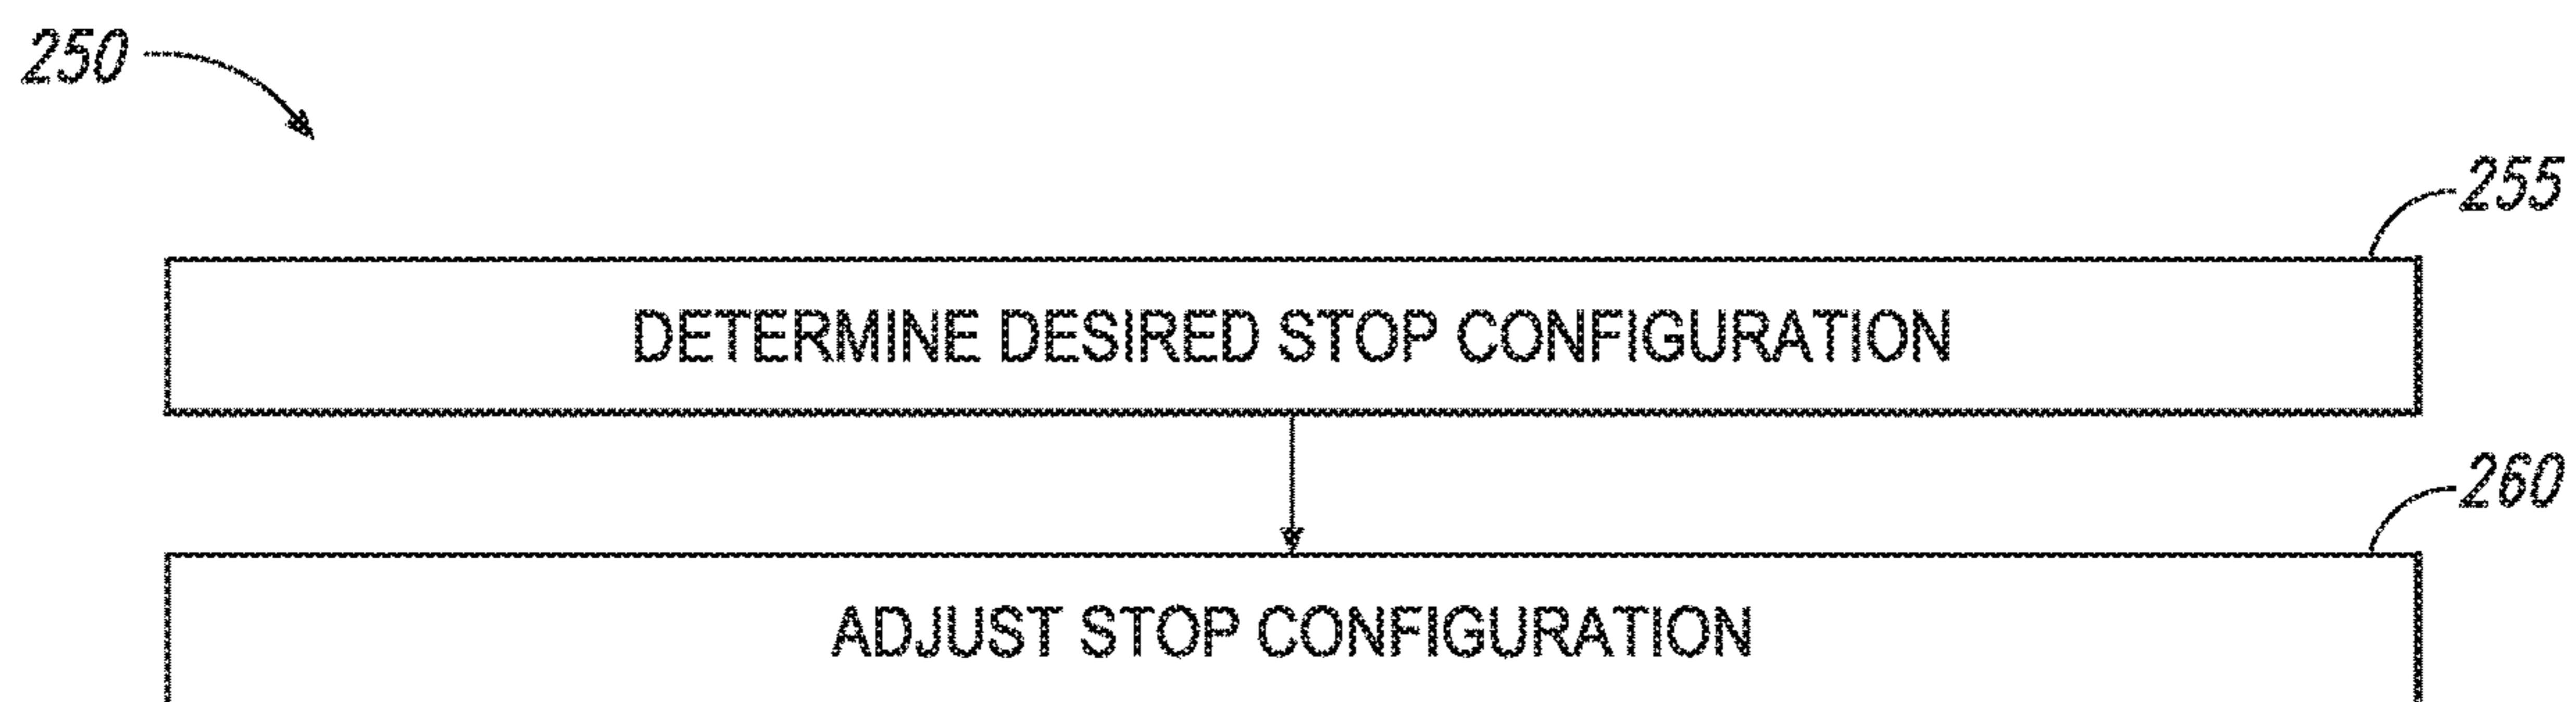 250
255
DETERMINE DESIRED STOP CONFIGURATION
260
ADJUST STOP CONFIGURATION